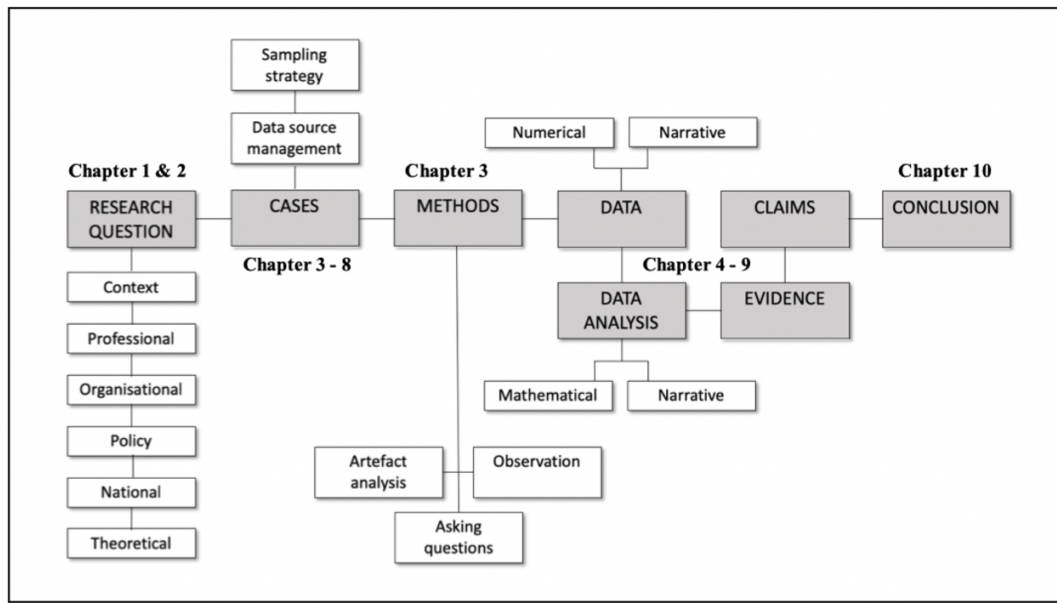 Sampling
strategy
Data source
management
Numerical
Narrative
Chapter 1 & 2
Chapter 3
Chapter 10
RESEARCH
QUESTION
CASES
METHODS
DATA
CLAIMS
CONCLUSION
Chapter 3 - 8
Chapter 4 - 9
Context
DATA
ANALYSIS
EVIDENCE
Professional
Organisational
Mathematical
Narrative
Policy
Artefact
analysis
Observation
National
Asking
questions
Theoretical